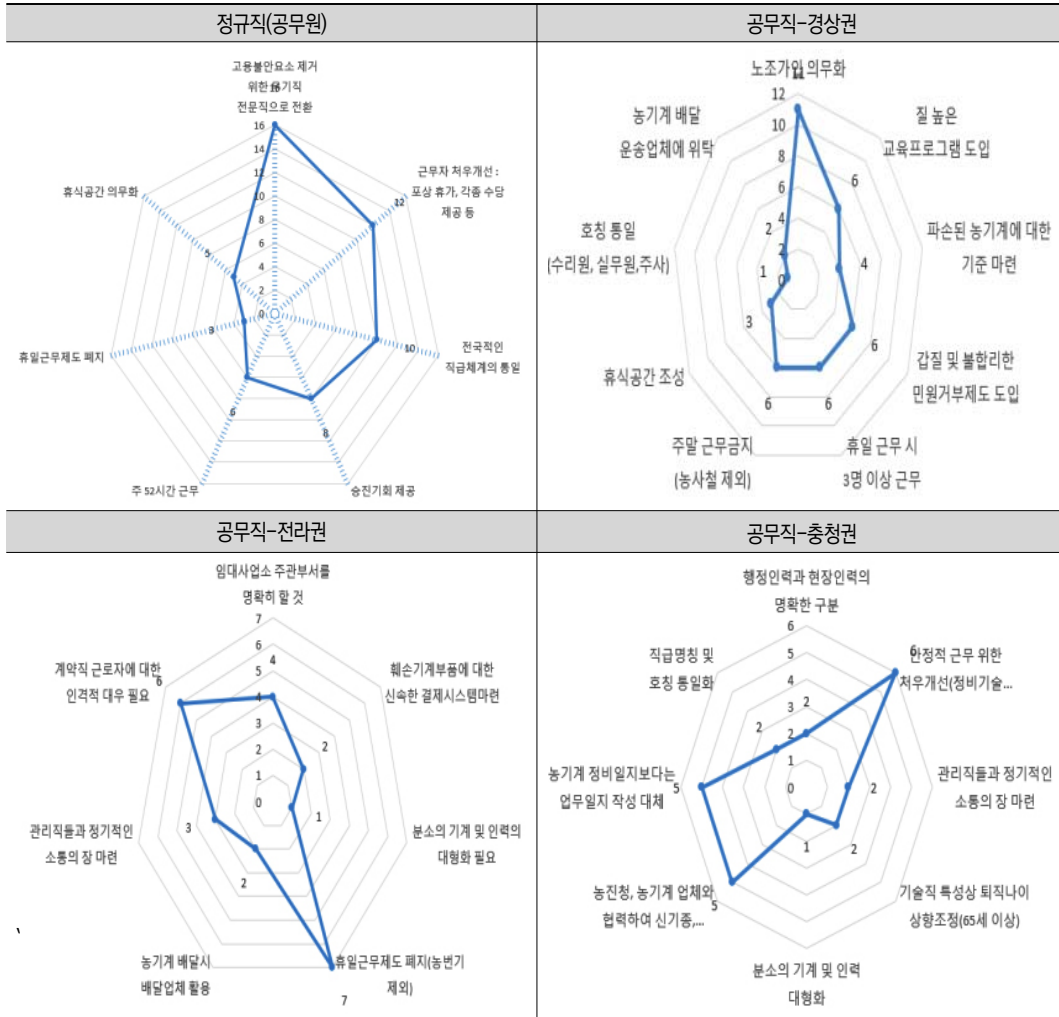 정규직(공무원)
고용불안요소 제거
위한
전문직으로 전환
16
16
14
12
10
8
6
4
2
0
근무자 처우개선 :
포상 휴가, 각종 수당
제공 등
12
전국적인
직급체계의 통일
10
승진기회 제공
8
주 52시간 근무
6
휴일근무제도 폐지
3
휴식공간 의무화
5
공무직-경상권
노조가입 의무화
11
12
10
8
6
4
2
0
질 높은
교육프로그램 도입
6
파손된 농기계에 대한
기준 마련
4
갑질 및 불합리한
민원거부제도 도입
6
휴일 근무 시
3명 이상 근무
6
주말 근무금지
(농사철 제외)
6
휴식공간 조성
3
호칭 통일
(수리원, 실무원,주사)
1
농기계 배달
운송업체에 위탁
2
공무직-전라권
임대사업소 주관부서를
명확히 할 것
4
7
6
5
4
3
2
1
0
훼손기계부품에 대한
신속한 결제시스템마련
2
분소의 기계 및 인력의
대형화 필요
1
휴일근무제도 폐지(농번기
제외)
7
농기계 배달시
배달업체 활용
2
관리직들과 정기적인
소통의 장 마련
3
계약직 근로자에 대한
인격적 대우 필요
6
공무직-충청권
행정인력과 현장인력의
명확한 구분
2
6
5
4
3
2
1
0
안정적 근무 위한
처우개선(정비기술...
6
관리직들과 정기적인
소통의 장 마련
2
기술직 특성상 퇴직나이
상향조정(65세 이상)
2
분소의 기계 및 인력
대형화
1
농진청, 농기계 업체와
협력하여 신기종,...
5
농기계 정비일지보다는
업무일지 작성 대체
5
직급명칭 및
호칭 통일화
2